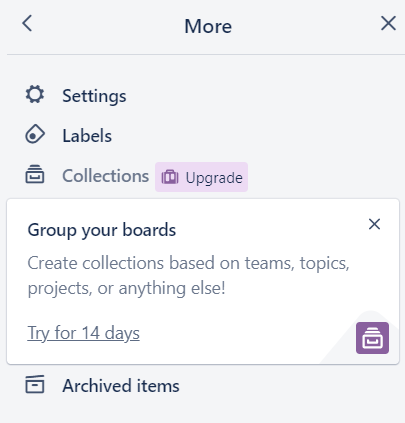 More
Settings
Labels
Collections Upgrade
Group your boards
Create collections based on teams, topics,
projects, or anything else!
Try for 14 days
Archived items